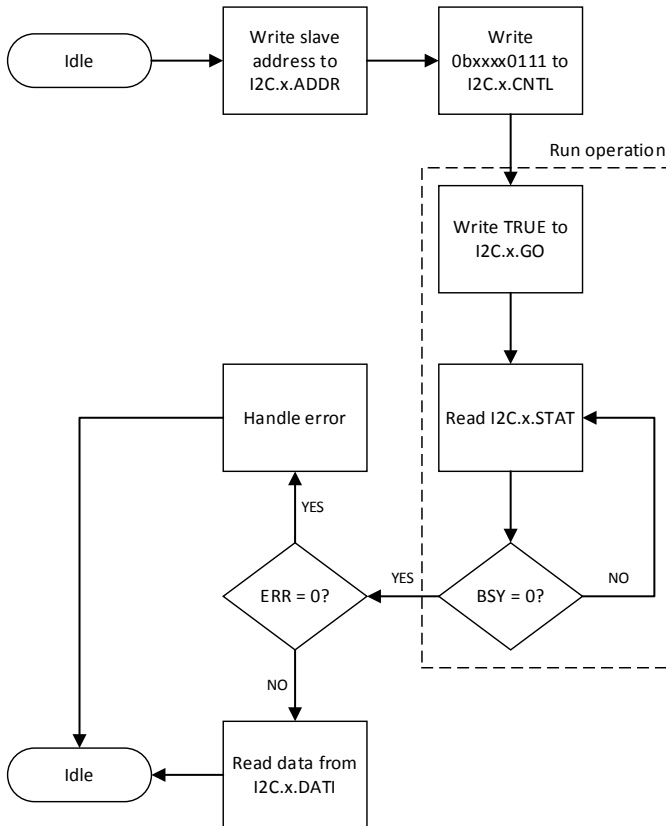 Idle
Write slave
address to
I2C.x.ADDR
Write
0bxxxx0111 to
I2C.x.CNTL
Run operation
Write TRUE to
I2C.x.GO
Handle error
Read I2C.x.STAT
YES
ERR = 0?
YES
BSY = 0?
NO
NO
Idle
Read data from
I2C.x.DATI